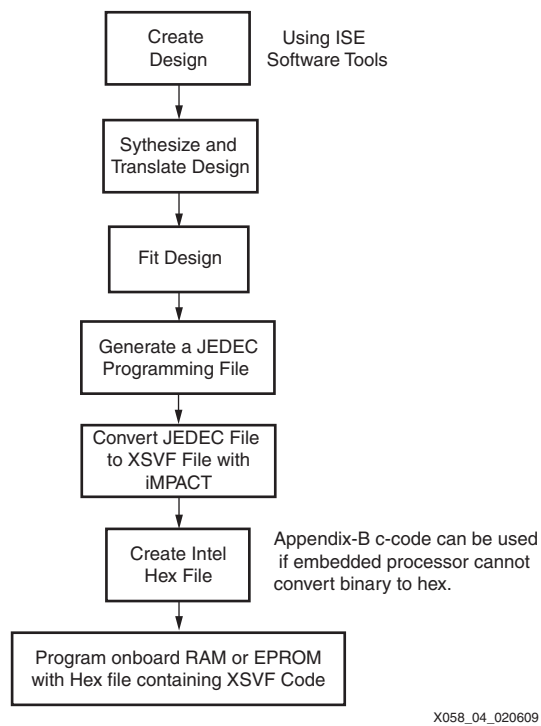 Create
Design
Using ISE
Software Tools
Sythesize and
Translate Design
Fit Design
Generate a JEDEC
Programming File
Convert JEDEC File
to XSVF File with
iMPACT
Create Intel
Hex File
Appendix-B c-code can be used
if embedded processor cannot
convert binary to hex.
Program onboard RAM or EPROM
with Hex file containing XSVF Code
X058_04_020609